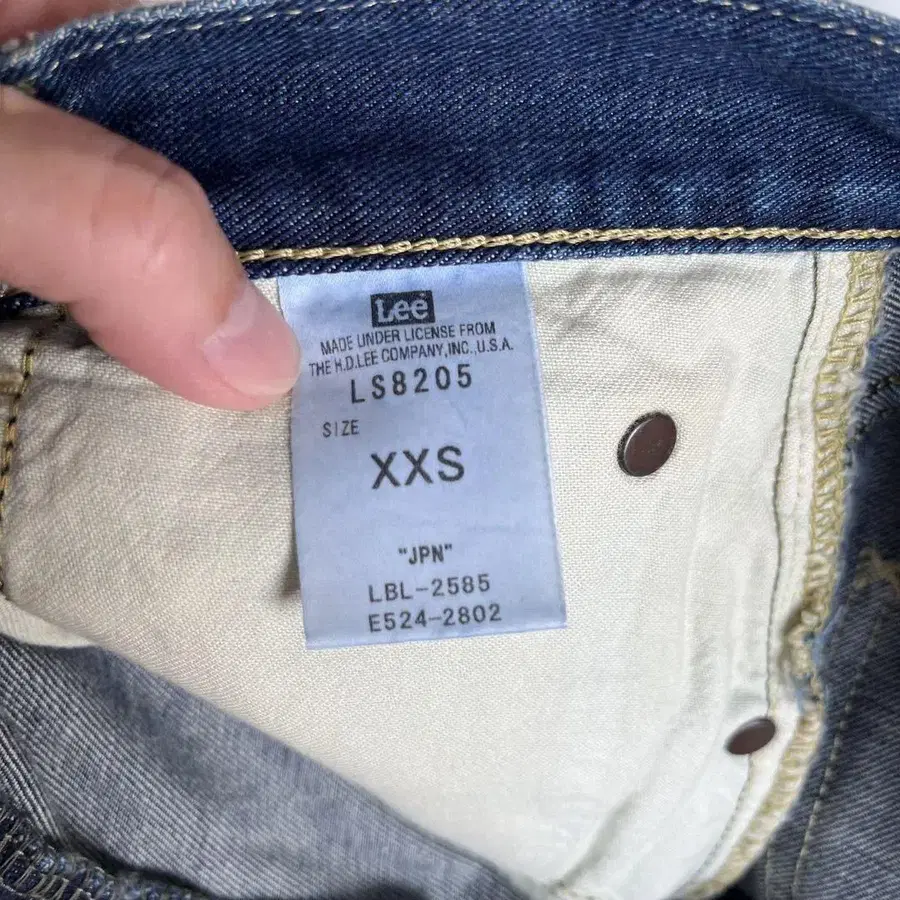 Lee
MADE UNDER LICENSE FROM
THE H.D.LEE COMPANY,INC.,U.S.A.
LS8205
SIZE
XXS
"JPN"
LBL-2585
E524-2802